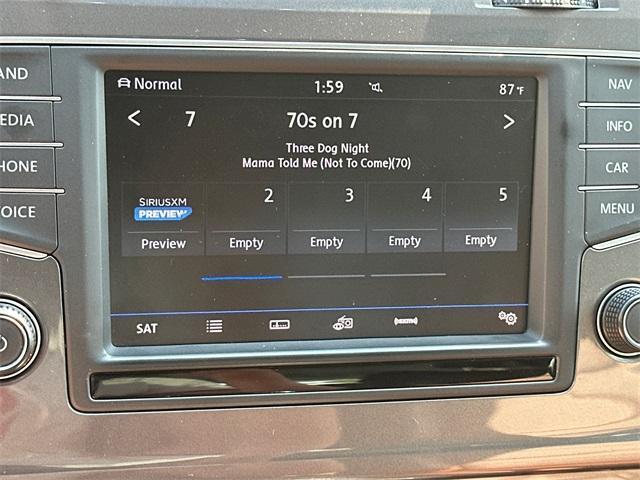 AND
EDIA
HONE
OICE
NAV
INFO
CAR
MENU
Normal 1:59 87°F
< 7 70s on 7 >
Three Dog Night
Mama Told Me (Not To Come)(70)
SIRIUSXM 2 3 4 5
PREVIEW
Preview Empty Empty Empty Empty
SAT